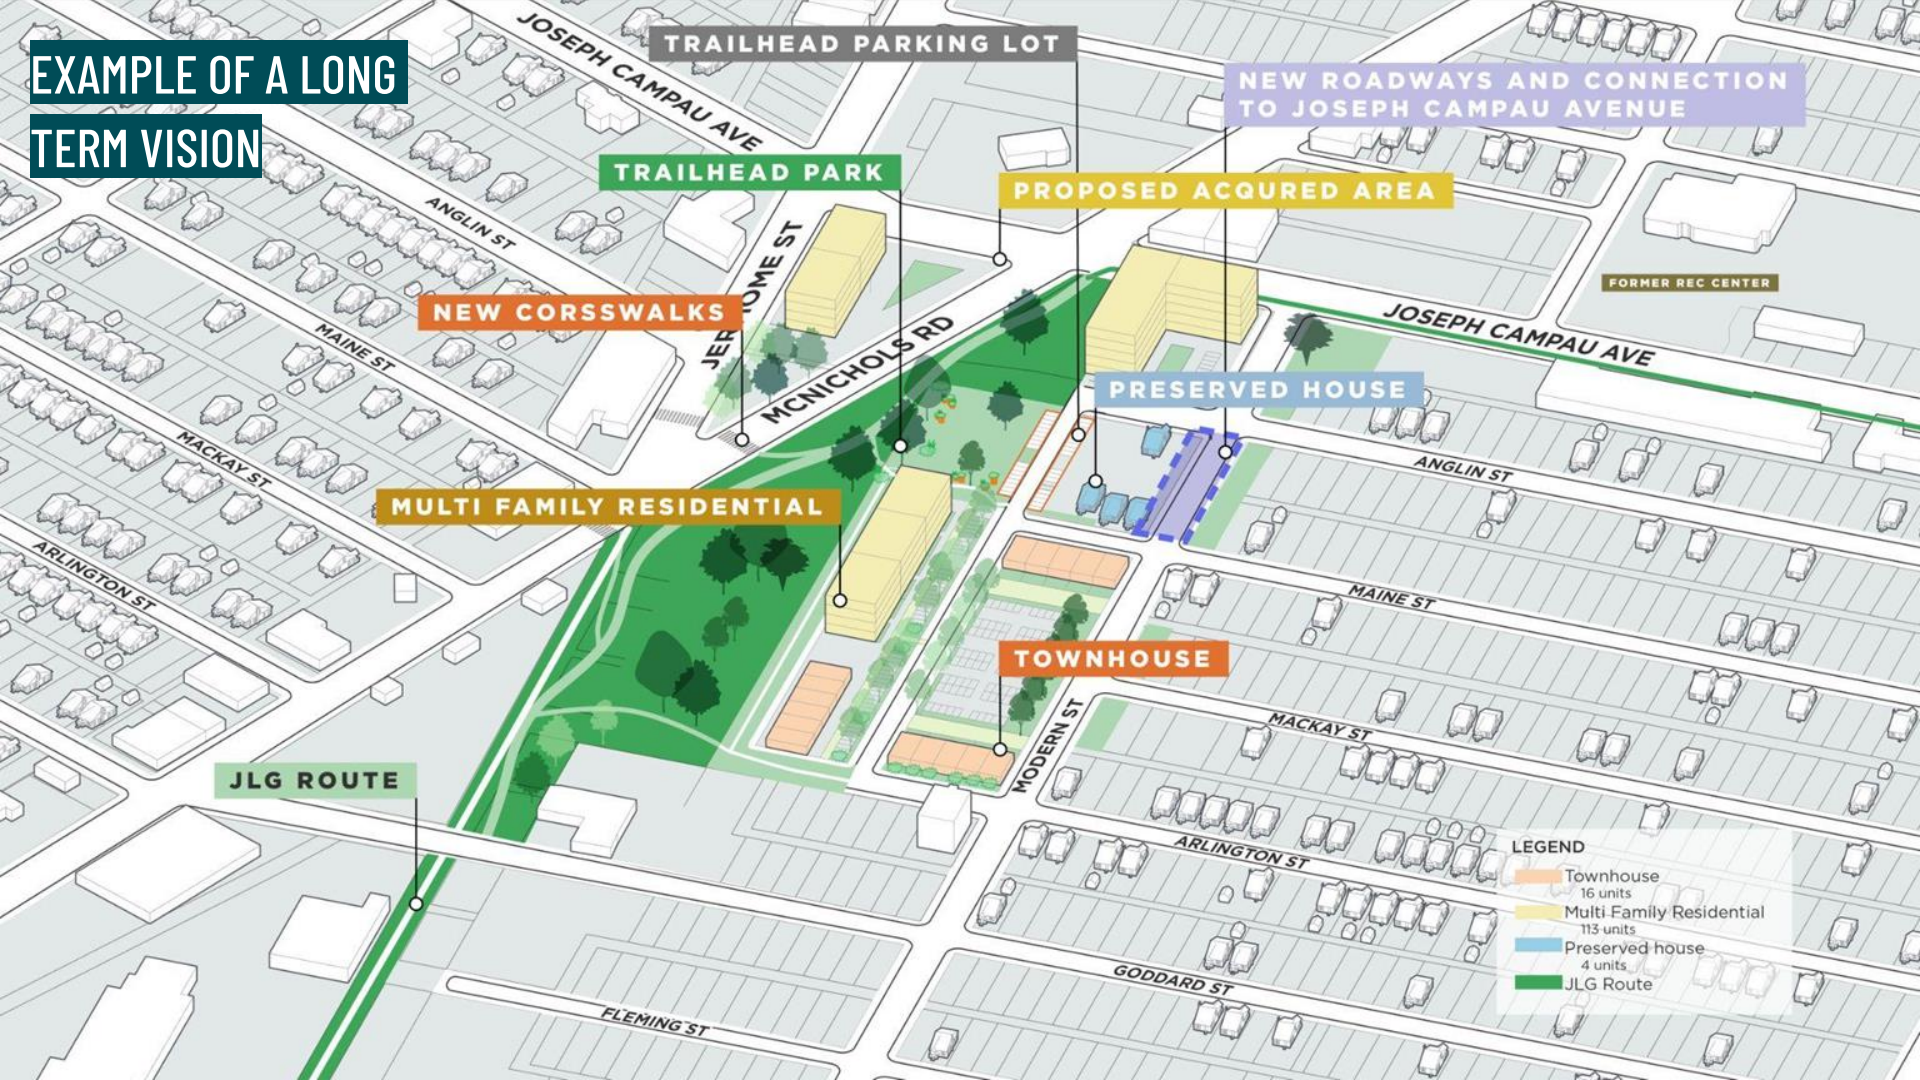 EXAMPLE OF A LONG
TERM VISION
JOSEPH CAMPAU AVE
TRAILHEAD PARKING LOT
NEW ROADWAYS AND CONNECTION
TO JOSEPH CAMPAU AVENUE
TRAILHEAD PARK
PROPOSED ACQURED AREA
ANGLIN ST
JEROME ST
FORMER REC CENTER
NEW CORSSWALKS
MAINE ST
MCNICHOLS RD
JOSEPH CAMPAU AVE
PRESERVED HOUSE
MACKAY ST
ANGLIN ST
MULTI FAMILY RESIDENTIAL
ARLINGTON ST
MAINE ST
TOWNHOUSE
MODERN ST
MACKAY ST
JLG ROUTE
ARLINGTON ST
LEGEND
Townhouse
16 units
Multi Family Residential
113 units
Preserved house
4 units
JLG Route
GODDARD ST
FLEMING ST